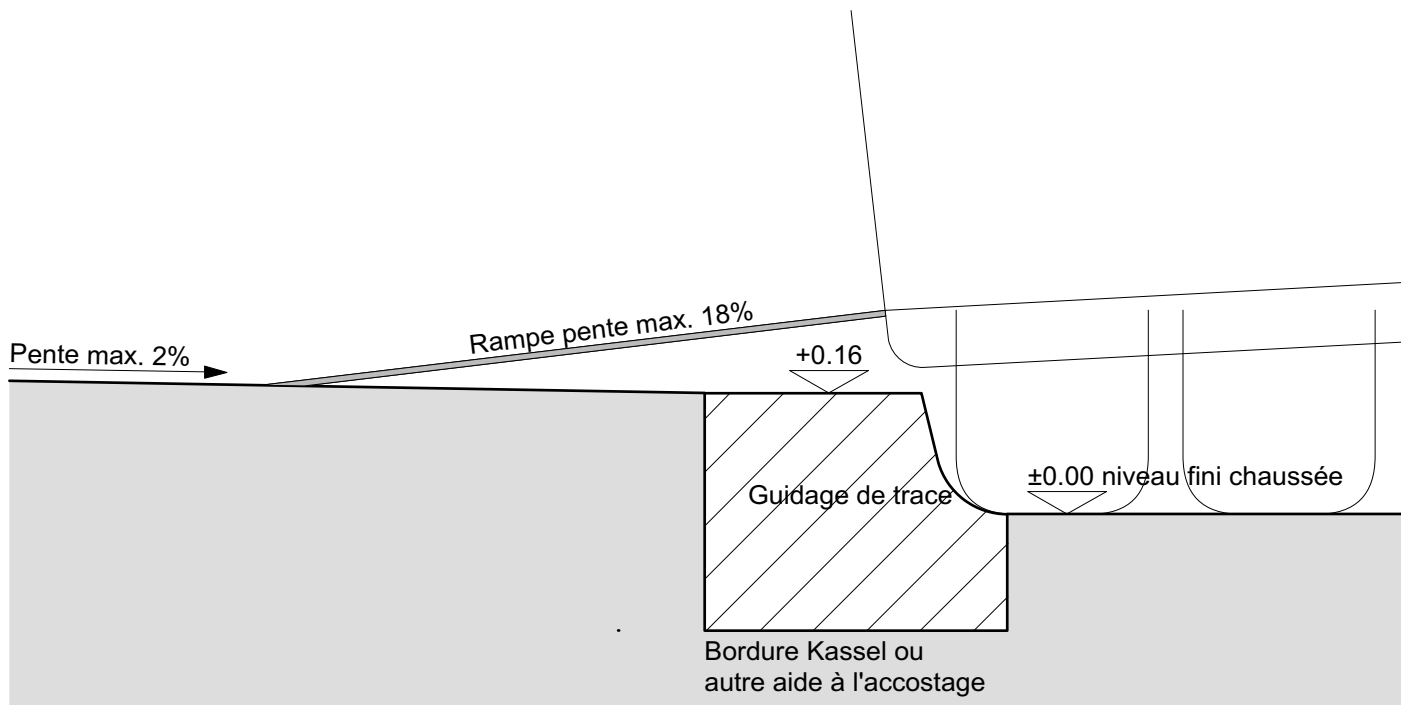 Rampe pente max. 18%
Pente max. 2%
+0.16
±0.00 niveau fini chaussée
Guidage de trace
Bordure Kassel ou
autre aide à l'accostage